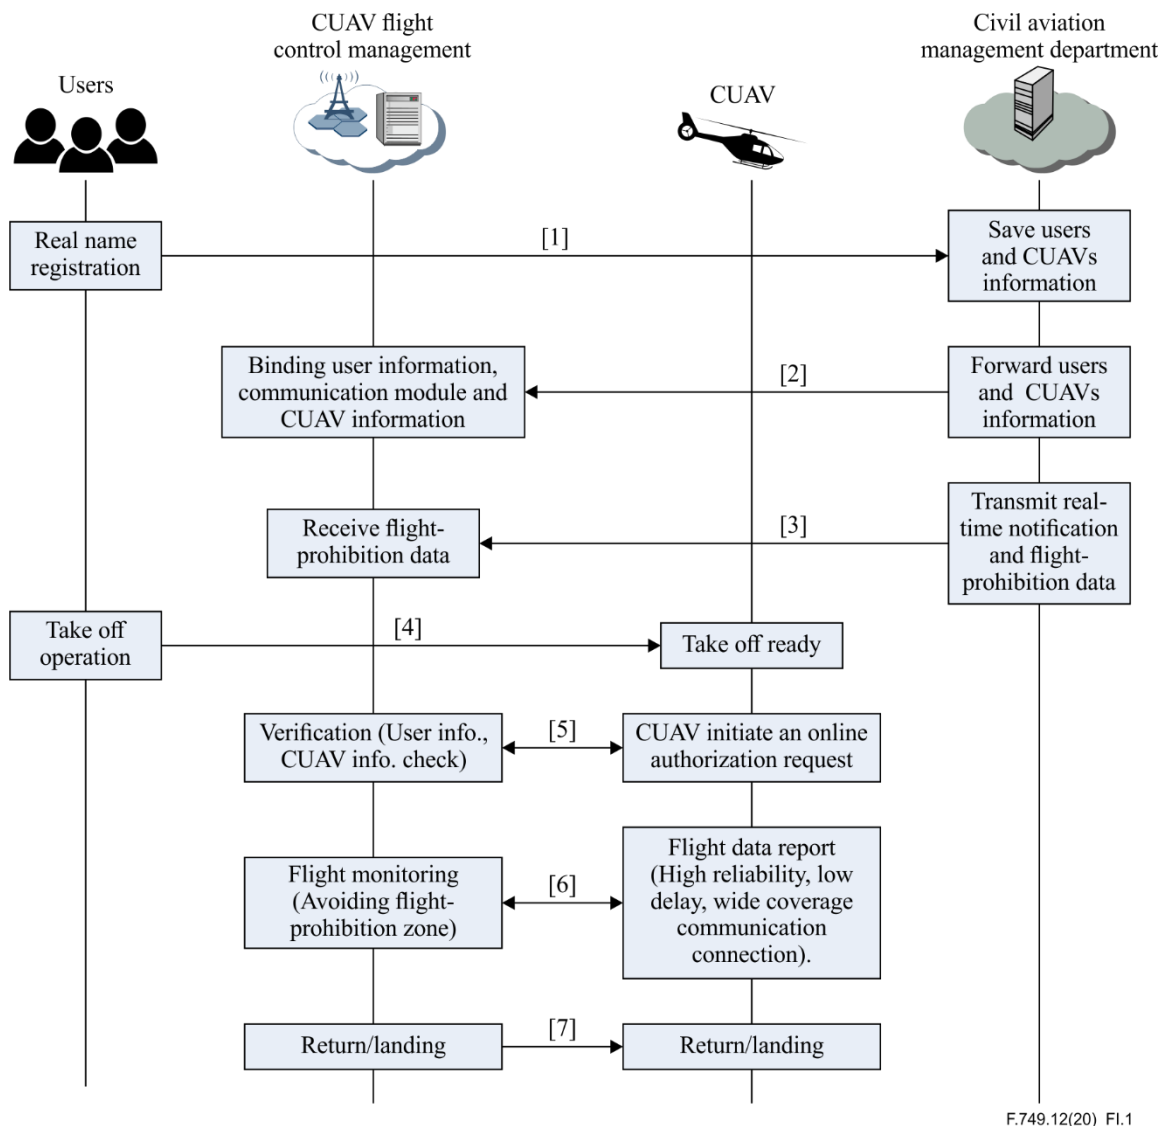 CUAV flight
control management
Civil aviation
management department
Users
CUAV
Real name
registration
[1]
Save users
and CUAVs
information
Binding user information,
communication module and
CUAV information
[2]
Forward users
and CUAVs
information
Receive flight-
prohibition data
[3]
Transmit real-
time notification
and flight-
prohibition data
Take off
operation
[4]
Take off ready
Verification (User info.,
CUAV info. check)
[5]
CUAV initiate an online
authorization request
Flight monitoring
(Avoiding flight-
prohibition zone)
[6]
Flight data report
(High reliability, low
delay, wide coverage
communication
connection).
Return/landing
[7]
Return/landing
F.749.12(20)_FI.1